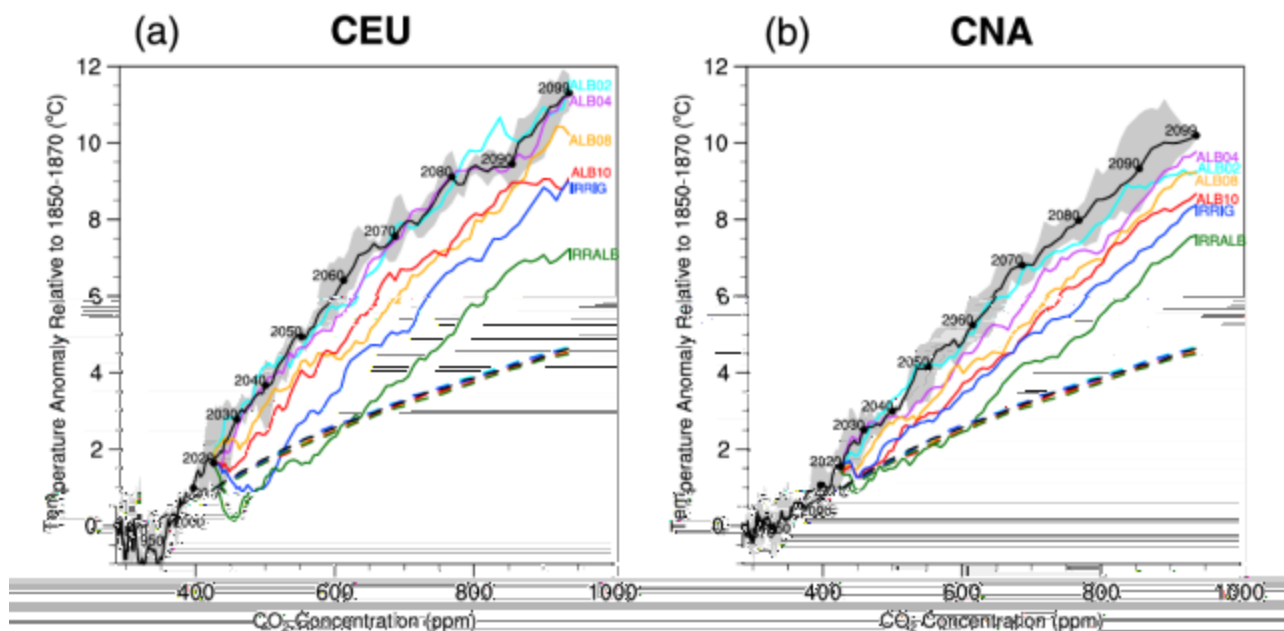 (a) CEU
Temperature Anomaly Relative to 1850-1870 (°C)
12
10
8
6
4
2
0
2099
2090
2080
2070
2060
2050
2040
2030
2020
2000
ALB02
ALB04
ALB08
ALB10
IRRIG
IRRALB
400 600 800 1000
CO₂ Concentration (ppm)
(b) CNA
Temperature Anomaly Relative to 1850-1870 (°C)
12
10
8
6
4
2
0
2099
2090
2080
2070
2060
2050
2040
2030
2020
2000
ALB04
ALB02
ALB08
ALB10
IRRIG
IRRALB
400 600 800 1000
CO₂ Concentration (ppm)